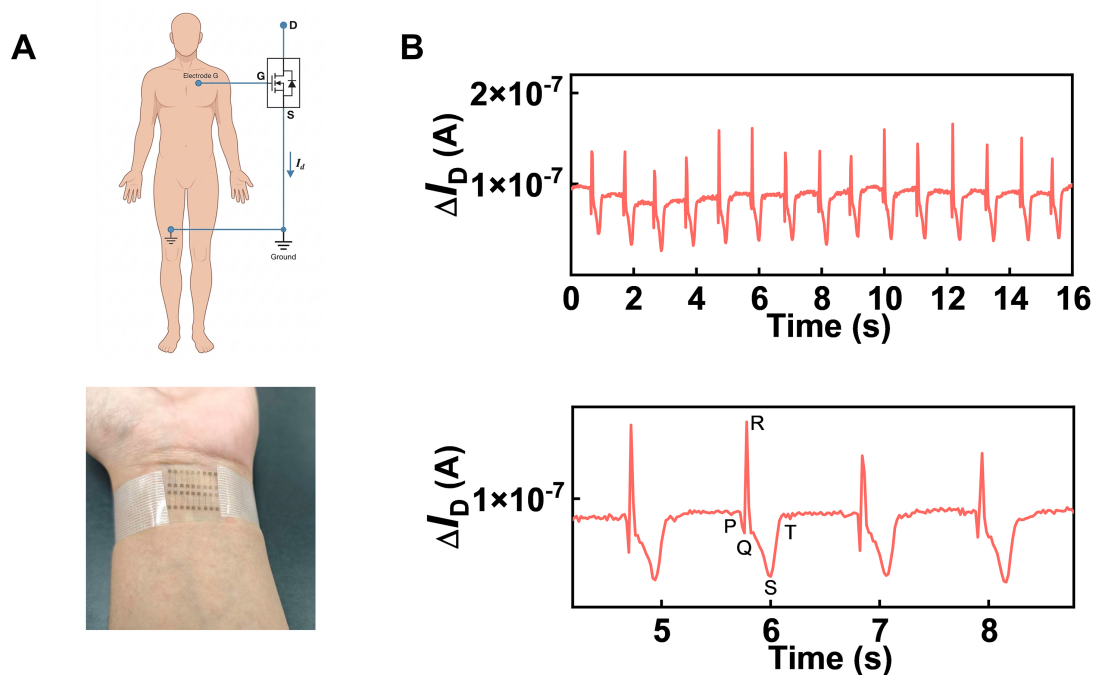 A
D
Electrode G
G
S
I_d
Ground
B
2×10⁻⁷
1×10⁻⁷
ΔI_D (A)
0 2 4 6 8 10 12 14 16
Time (s)
R
1×10⁻⁷
ΔI_D (A)
P
Q
T
S
5 6 7 8
Time (s)